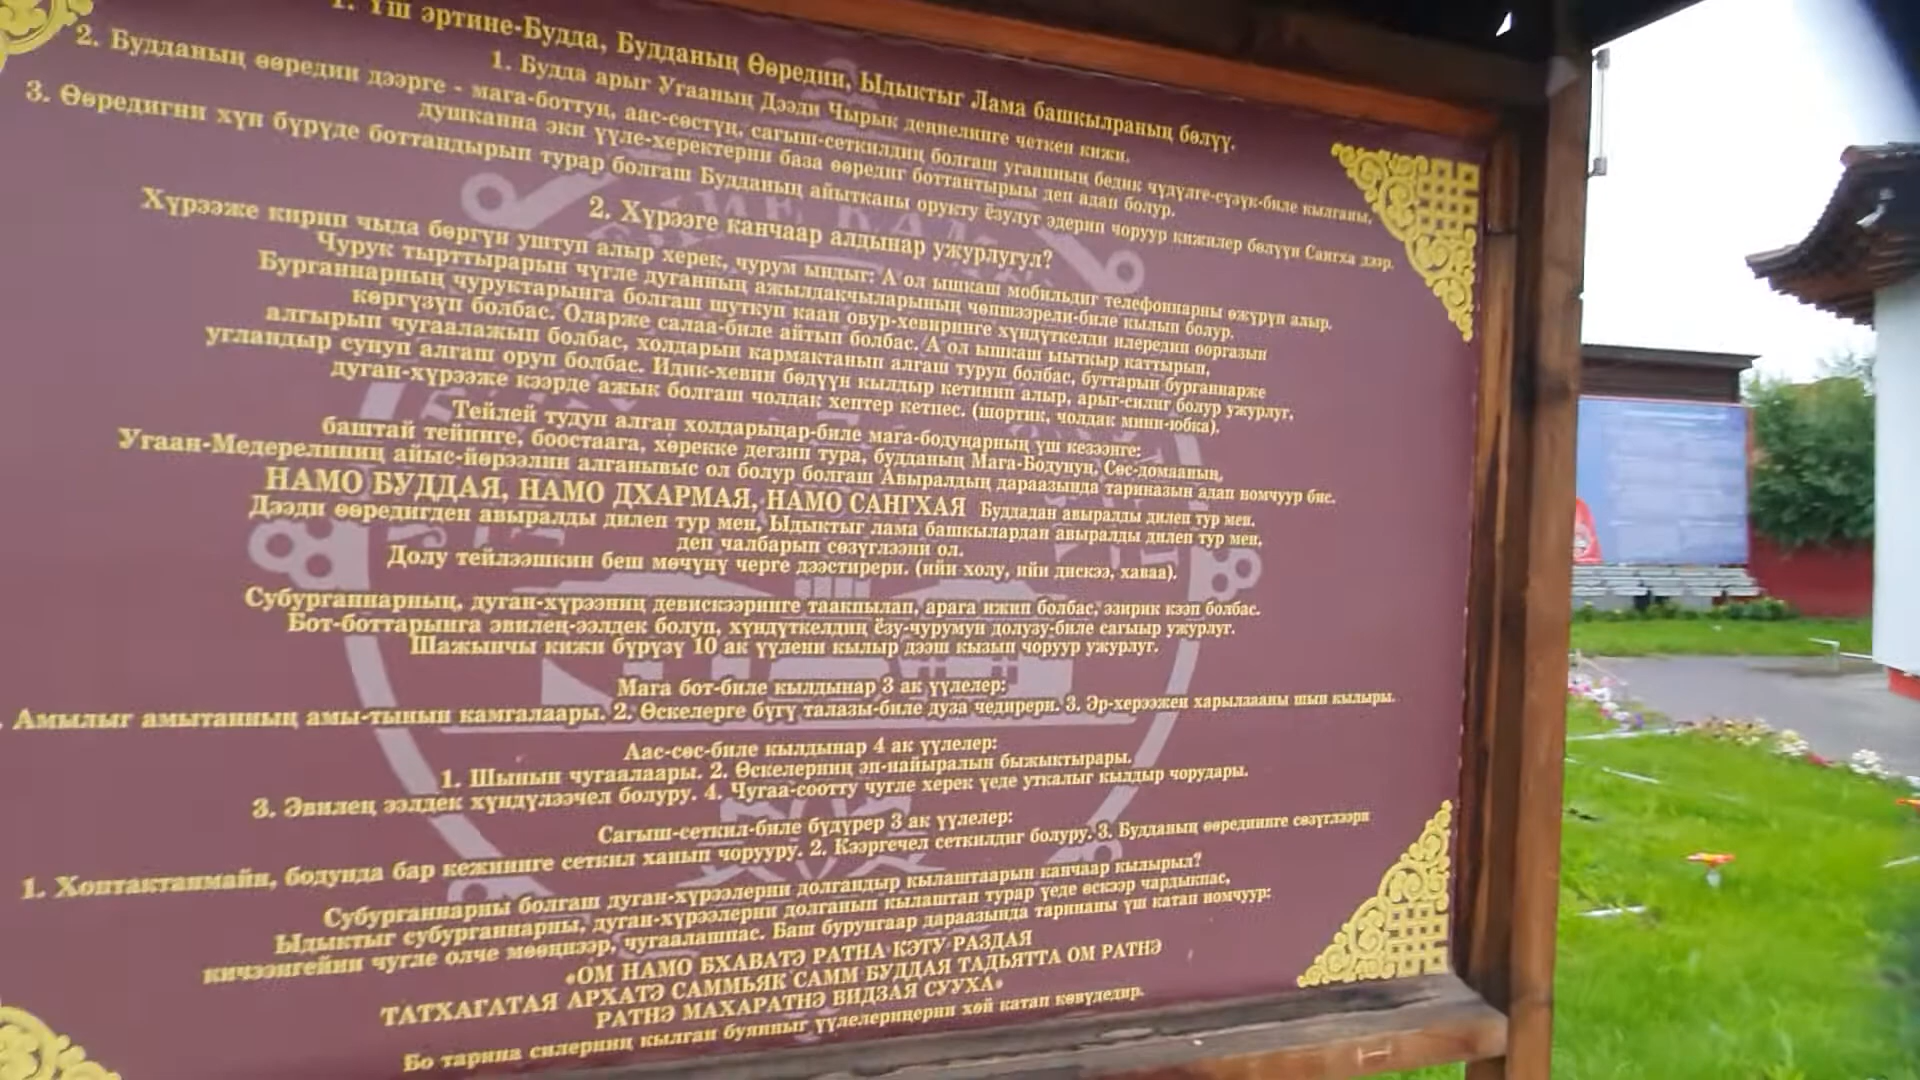 1. Үш эртине-Будда, Будданың Өөредии, Ыдыктыг Лама башкылраның бөлүү.
1. Будда арыг Угааның Дээди Чырык деңнелинге четкен кижи.
2. Будданың өөредии дээрге - мага-боттуң, аас-сөстүң, сагыш-сеткилдиң болгаш угаанның бедик чүдүлге-сүзүк-биле кылганы,
душкаанна эки үүле-херектерни база өөредиг боттантырыы деп адап болур.
3. Өөредигни хүн бүрүде боттандырып турар болгаш Будданың айытканы орукту ёзулуг эдерип чоруур кижилер бөлүүн Сангха дээр.
2. Хүрээге канчаар алдынар ужурлугул?
Хүрээже кирип чыда бөргүн уштуп алыр херек, чурум ындыг. А ол ышкаш мобильдиг телефоннарны өжүрүп алыр.
Чурук тырттырарын чүгле дуганның ажылдакчыларының чөпшээрели-биле кылып болур.
Бурганнарның чуруктарынга болгаш шуткуп каан овур-хевиринге хүндүткелди илередип ооргазын
көргүзүп болбас. Оларже салаа-биле айтып болбас. А ол ышкаш ыыткыр каттырып,
алгырып чугаалажып болбас, холдарын кармактанып алгаш туруп болбас, буттарын бурганнарже
угландыр сунуп алгаш оруп болбас. Идик-хевин бөдүүн кылдыр кетинип алыр, арыг-силиг болур ужурлуг,
дуган-хүрээже кээрде ажык болгаш чолдак хептер кетпес. (шортик, чолдак мини-юбка).
Тейлей тудуп алган холдарыңар-биле мага-бодуңарның үш кезээнге:
баштай тейинге, боостаага, хөрекке дегзип тура, будданың Мага-Бодунуң, Сөс-домааның,
Угаан-Медерелиниң айыс-йөрээлин алганывыс ол болур болгаш Авыралдың дараазында тариназын адап номчуур бис.
НАМО БУДДАЯ, НАМО ДХАРМАЯ, НАМО САНГХАЯ Буддадан авыралды дилеп тур мен.
Дээди өөредигден авыралды дилеп тур мен, Ыдыктыг лама башкылардан авыралды дилеп тур мен,
деп чалбарып сөзүглээни ол.
Долу тейлээшкин беш мөчүнү черге дээстирери. (ийи холу, ийи дискээ, хаваа).
Субурганнарның, дуган-хүрээниң девискээринге таакпылап, арага ижип болбас, эзирик кээп болбас.
Бот-боттарынга эвилең-ээлдек болуп, хүндүткелдиң ёзу-чурумун долузу-биле сагыыр ужурлуг.
Шажынчы кижи бүрүзү 10 ак үүлени кылыр дээш кызып чоруур ужурлуг.
Мага бот-биле кылдынар 3 ак үүлелер:
Амылыг амытанның амы-тынын камгалаары. 2. Өскелерге бүгү талазы-биле дуза чедирери. 3. Эр-херээжен харылзааны шын кылыры.
Аас-сөс-биле кылдынар 4 ак үүлелер:
1. Шынын чугаалаары. 2. Өскелерниң эп-найыралын быжыктырары.
3. Эвилең ээлдек хүндүлээчел болуру. 4. Чугаа-соотту чугле херек үеде уткалыг кылдыр чорудары.
Сагыш-сеткил-биле бүдүрер 3 ак үүлелер:
1. Хоптактанмайн, бодунда бар кежиинге сеткил ханып чорууру. 2. Кээргечел сеткилдиг болуру. 3. Будданың өөредиинге сөзүглээри
Субурганнарны болгаш дуган-хүрээлерни долгандыр кылаштаарын канчаар кылырыл?
Ыдыктыг субурганнарны, дуган-хүрээлерни долганып кылаштап турар үеде өскээр чардыкпас,
кичээнгейни чүгле олче мөөңнээр, чугаалашпас. Баш бурунгаар дараазында таринаны үш катап номчуур:
«ОМ НАМО БХАВАТЭ РАТНА КЭТУ РАДЗАЯ
ТАТХАГАТАЯ АРХАТЭ САММЬЯК САММ БУДДАЯ ТАДЬЯТТА ОМ РАТНЭ
РАТНЭ МАХАРАТНЭ ВИДЗАЯ СУУХА»
Бо тарина силерниң кылган буянныг үүлелериңерни хөй катап көвүдедир.